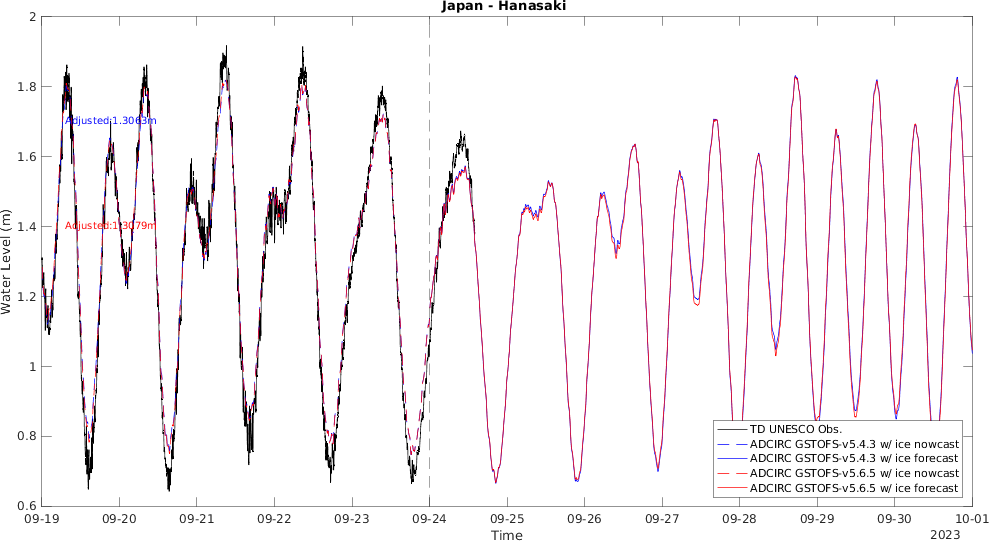 Japan - Hanasaki
2
1.8
1.6
1.4
1.2
1
0.8
0.6
Water Level (m)
Adjusted:1.3063m
Adjusted:1.3079m
TD UNESCO Obs.
ADCIRC GSTOFS-v5.4.3 w/ ice nowcast
ADCIRC GSTOFS-v5.4.3 w/ ice forecast
ADCIRC GSTOFS-v5.6.5 w/ ice nowcast
ADCIRC GSTOFS-v5.6.5 w/ ice forecast
09-19 09-20 09-21 09-22 09-23 09-24 09-25 09-26 09-27 09-28 09-29 09-30 10-01
Time
2023